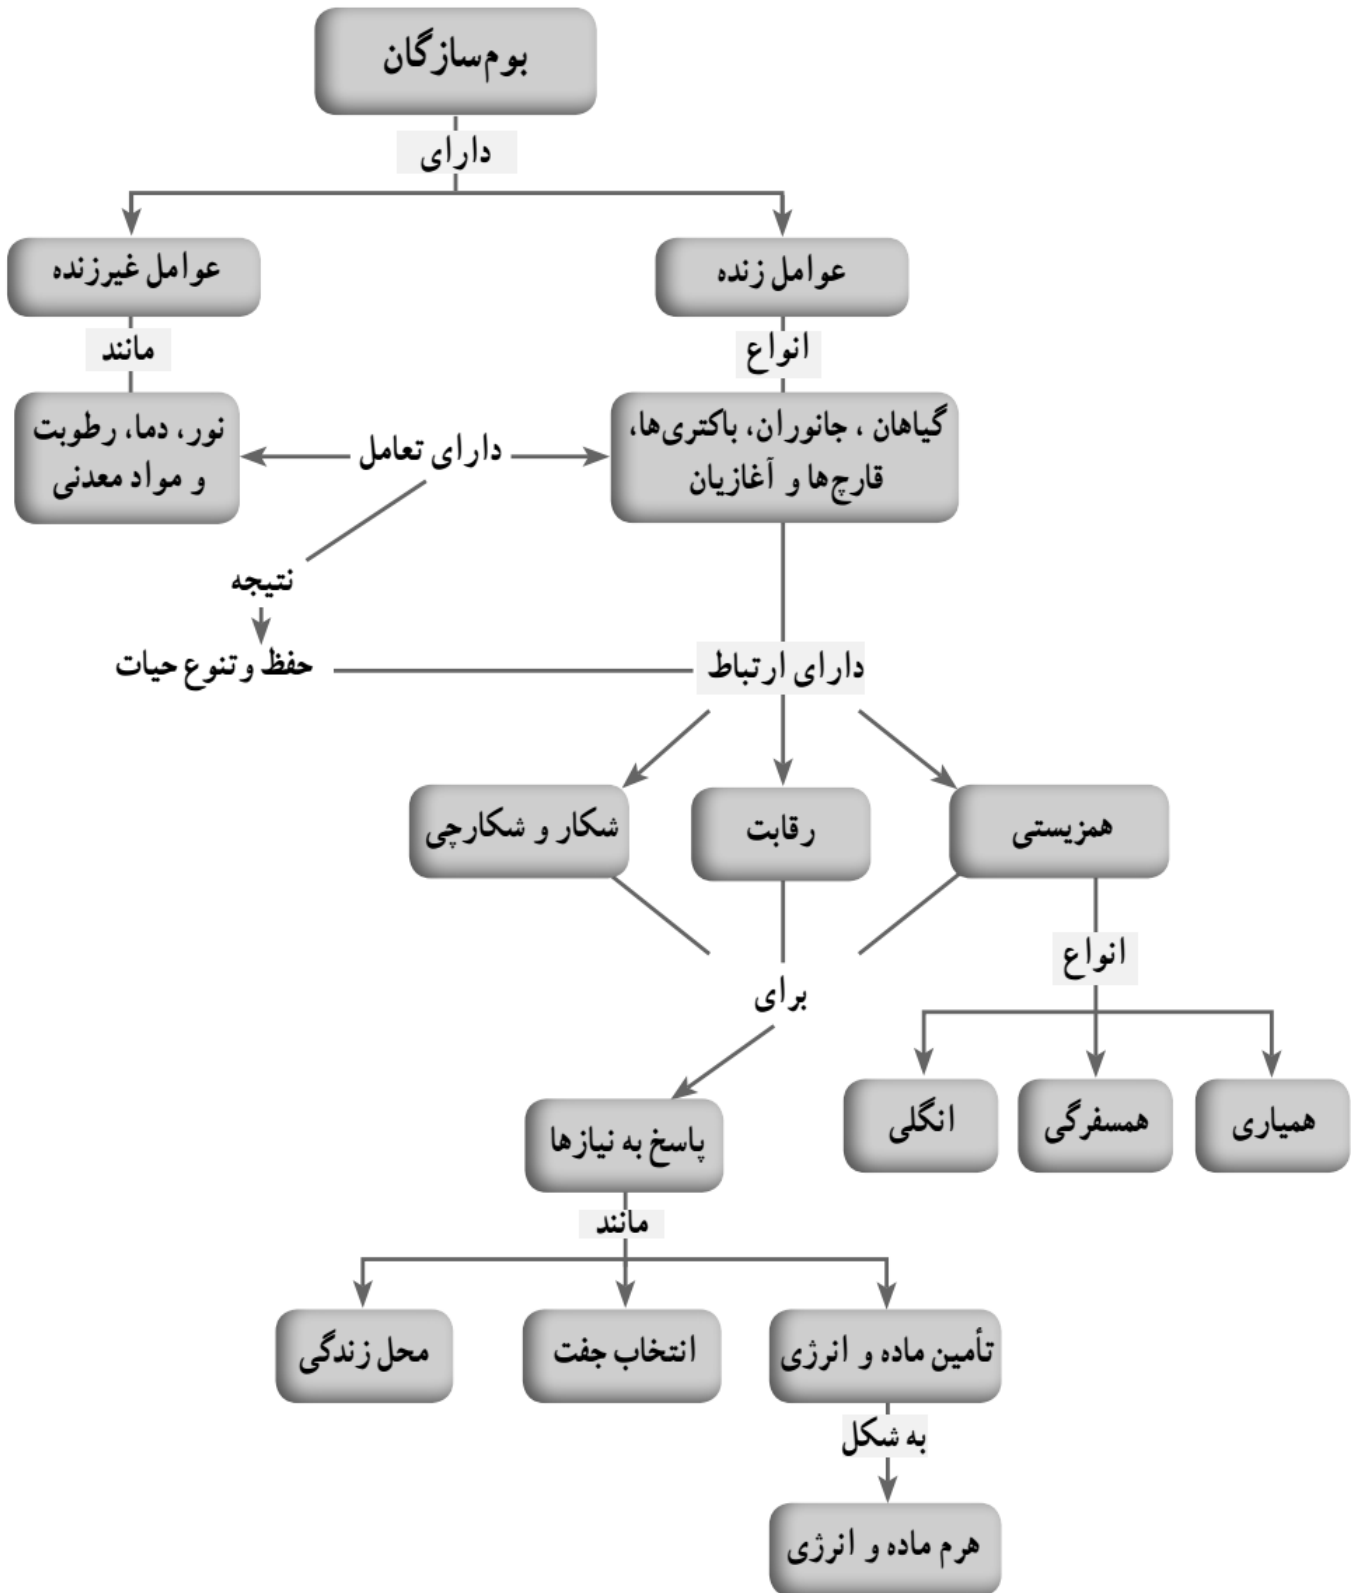 بوم‌سازگان
دارای
عوامل زنده
عوامل غیرزنده
انواع
مانند
گیاهان ، جانوران، باکتری‌ها،
قارچ‌ها و آغازیان
دارای تعامل
نور، دما، رطوبت
و مواد معدنی
نتیجه
دارای ارتباط
حفظ و تنوع حیات
همزیستی
رقابت
شکار و شکارچی
انواع
برای
همیاری
همسفرگی
انگلی
پاسخ به نیازها
مانند
تأمین ماده و انرژی
انتخاب جفت
محل زندگی
به شکل
هرم ماده و انرژی